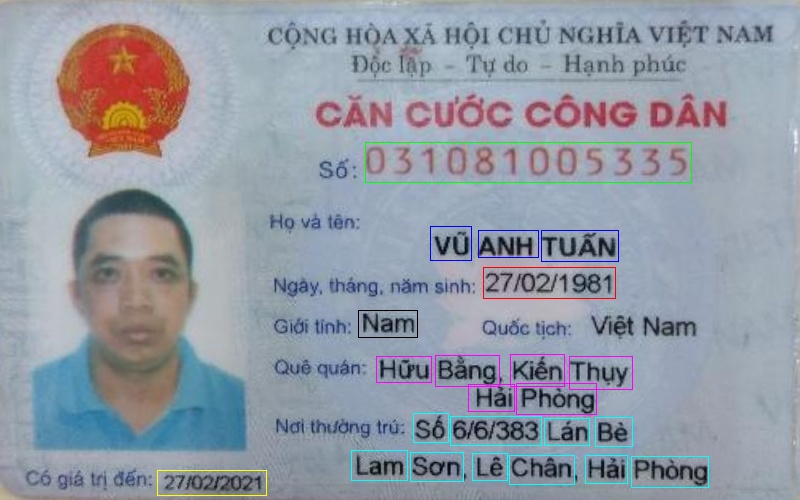 CỘNG HÒA XÃ HỘI CHỦ NGHĨA VIỆT NAM
Độc lập - Tự do - Hạnh phúc
CĂN CƯỚC CÔNG DÂN
Số: 031081005335
Họ và tên:
VŨ ANH TUẤN
Ngày, tháng, năm sinh: 27/02/1981
Giới tính: Nam Quốc tịch: Việt Nam
Quê quán: Hữu Bằng, Kiến Thụy
Hải Phòng
Nơi thường trú: Số 6/6/383 Lán Bè
Lam Sơn, Lê Chân, Hải Phòng
Có giá trị đến: 27/02/2021